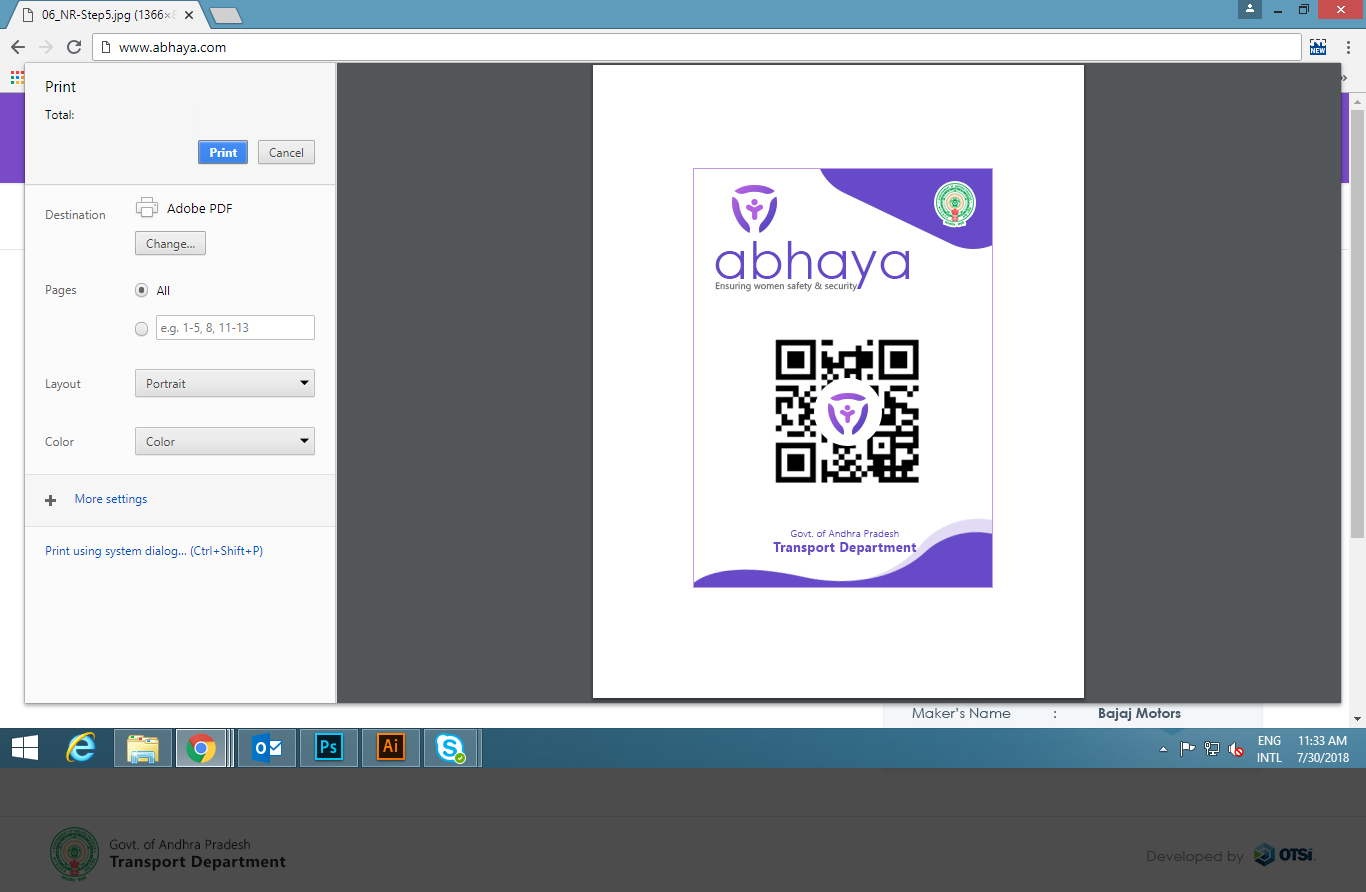 06_NR-Step5.jpg (1366×
www.abhaya.com
NEW
Print
Total:
Print
Cancel
Destination
Adobe PDF
Change...
Pages
All
e.g. 1-5, 8, 11-13
Layout
Portrait
Color
Color
More settings
Print using system dialog... (Ctrl+Shift+P)
abhaya
Ensuring women safety & security
Govt. of Andhra Pradesh
Transport Department
Maker's Name : Bajaj Motors
Ps
Ai
ENG
INTL
11:33 AM
7/30/2018
Govt. of Andhra Pradesh
Transport Department
Developed by OTSi